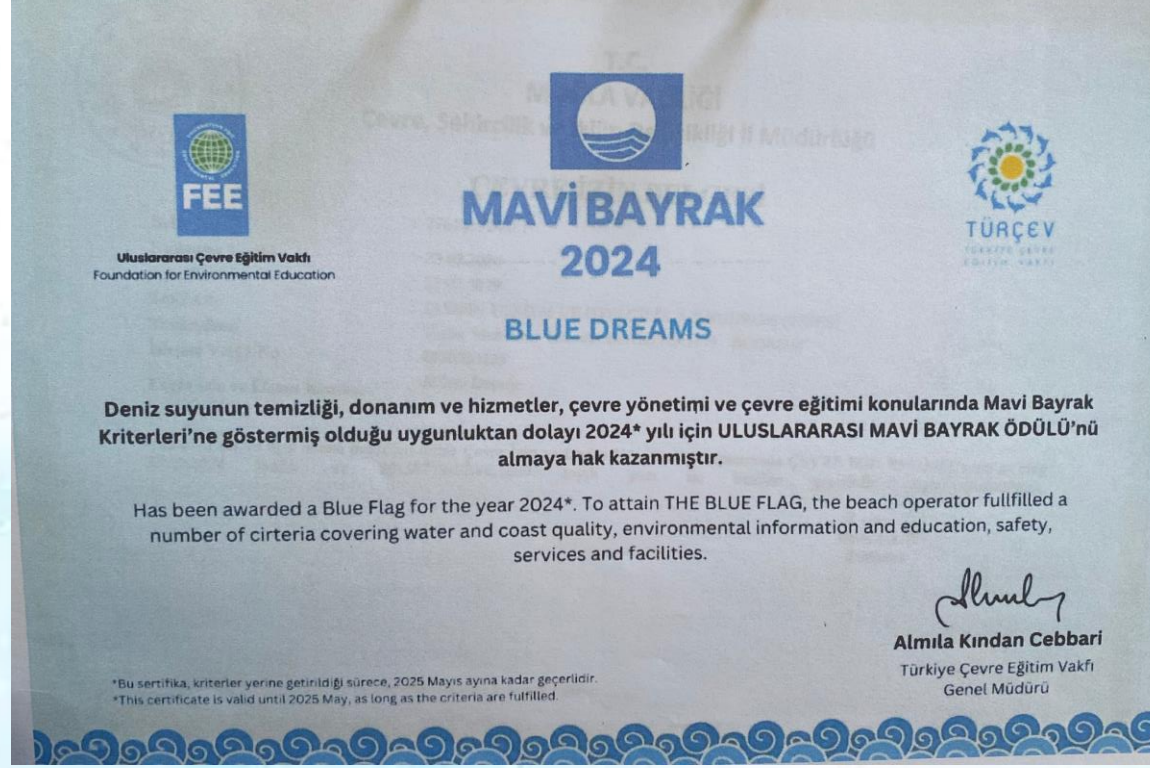 FEE
Uluslararası Çevre Eğitim Vakfı
Foundation for Environmental Education
MAVİ BAYRAK
2024
TÜRÇEV
TÜRKİYE ÇEVRE
EĞİTİM VAKFI
BLUE DREAMS
Deniz suyunun temizliği, donanım ve hizmetler, çevre yönetimi ve çevre eğitimi konularında Mavi Bayrak
Kriterleri'ne göstermiş olduğu uygunluktan dolayı 2024* yılı için ULUSLARARASI MAVİ BAYRAK ÖDÜLÜ'nü
almaya hak kazanmıştır.
Has been awarded a Blue Flag for the year 2024*. To attain THE BLUE FLAG, the beach operator fullfilled a
number of cirteria covering water and coast quality, environmental information and education, safety,
services and facilities.
Almıla Kından Cebbari
Türkiye Çevre Eğitim Vakfı
Genel Müdürü
*Bu sertifika, kriterler yerine getirildiği sürece, 2025 Mayıs ayına kadar geçerlidir.
*This certificate is valid until 2025 May, as long as the criteria are fulfilled.